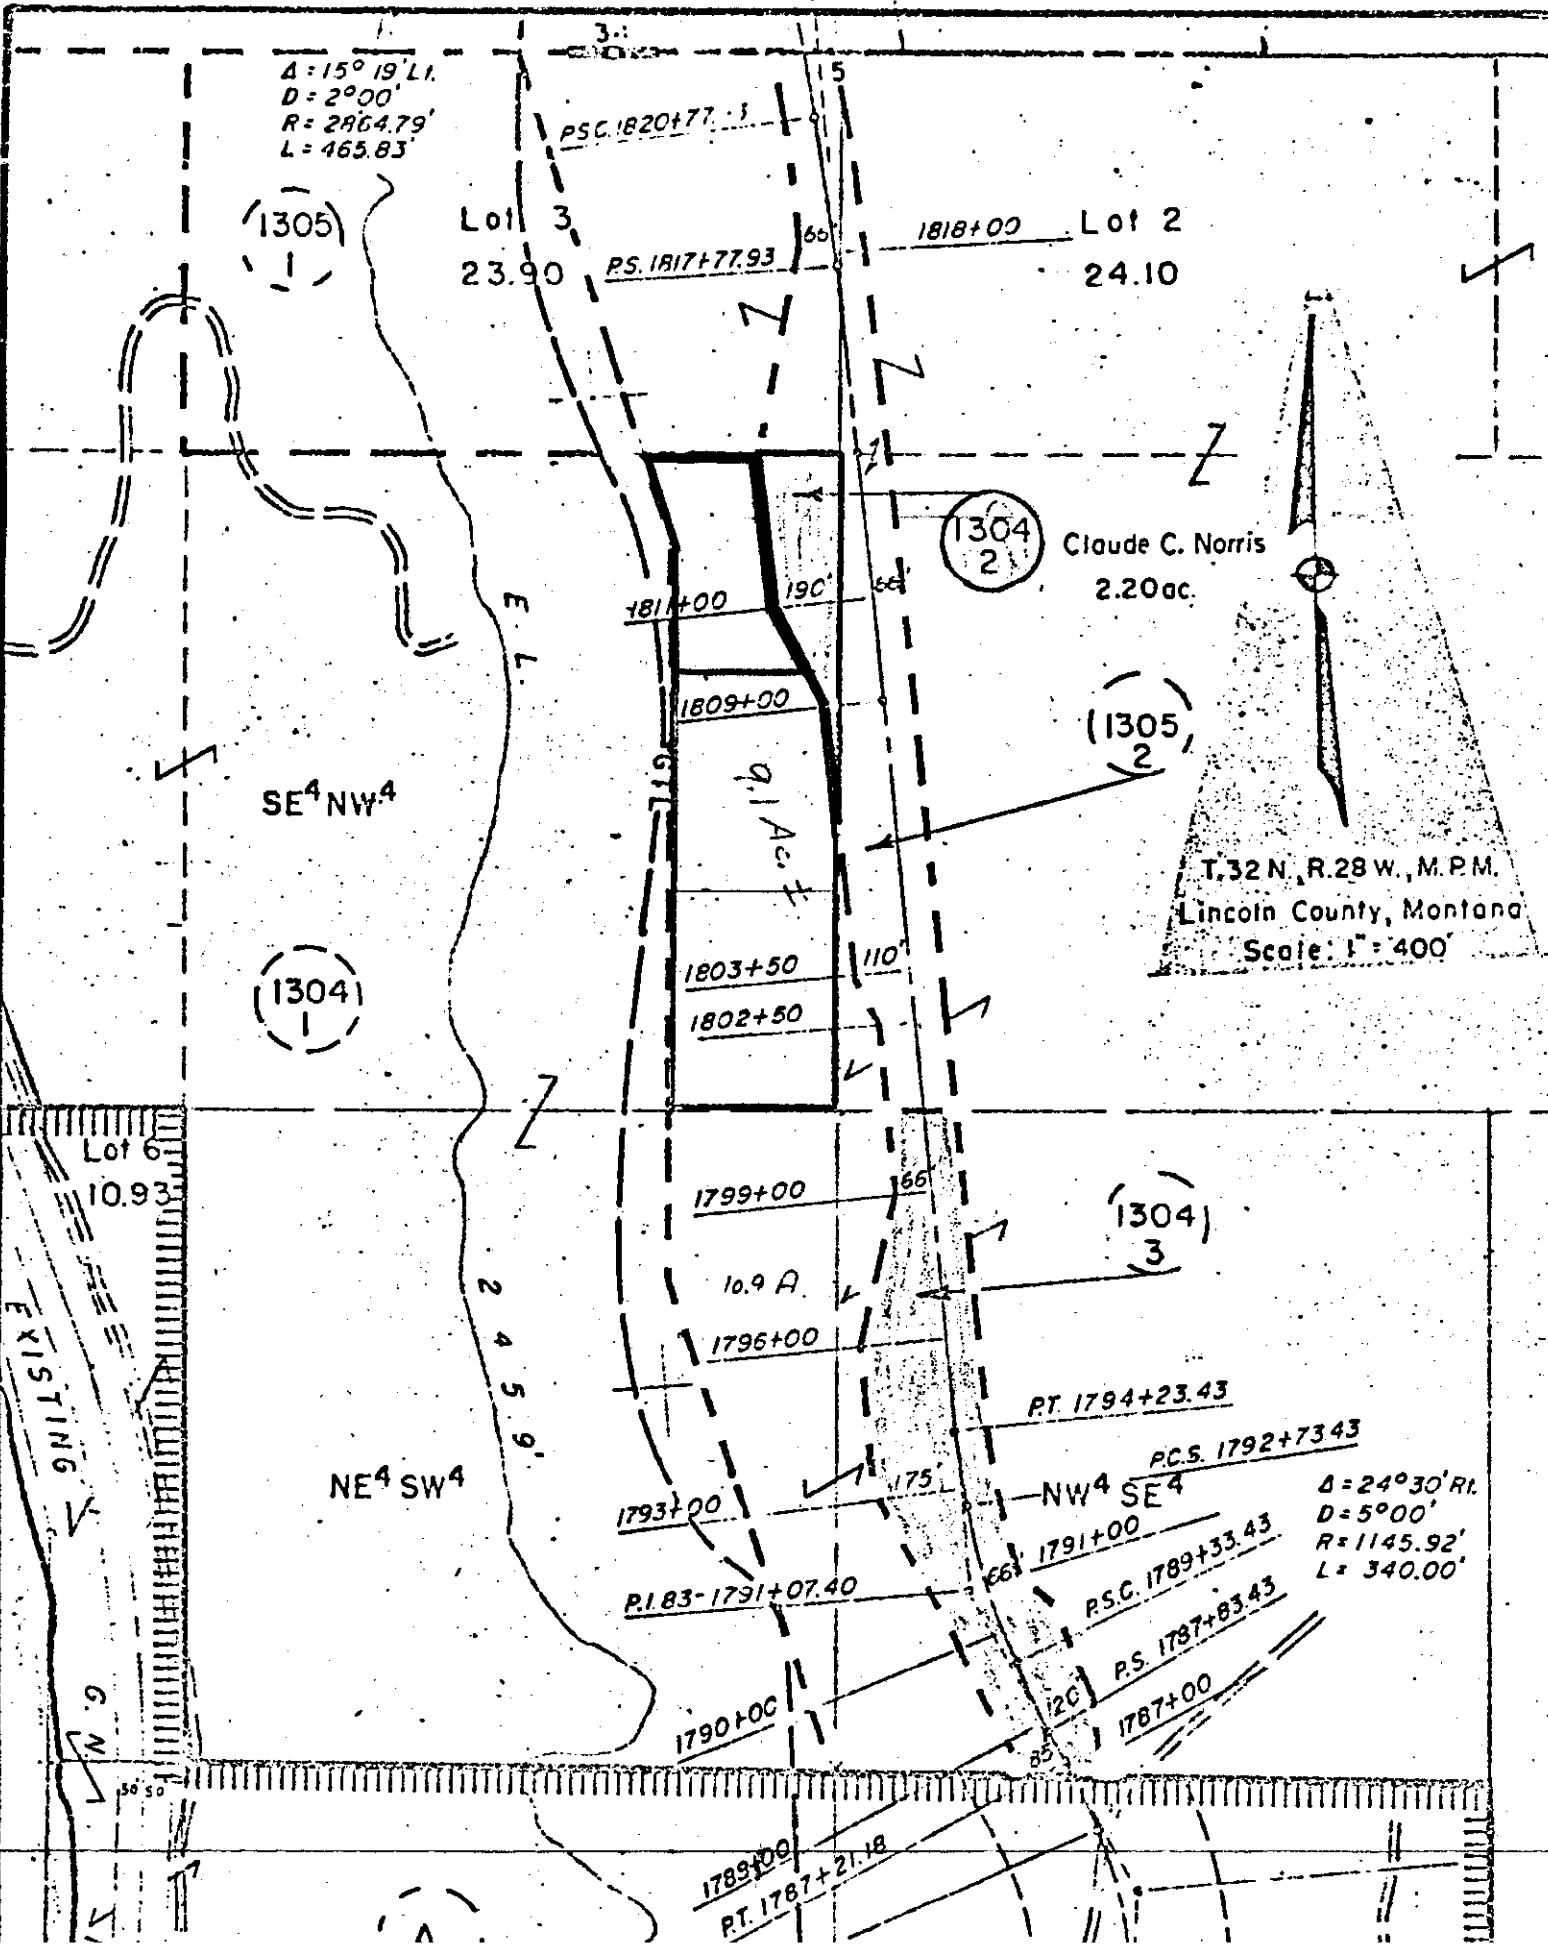 3
5
Δ = 15° 19' Lt.
D = 2°00'
R = 2864.79'
L = 465.83'
P.S.C. 1820+77
1305
1
Lot 3
23.90
P.S. 1817+77.93
1818+00
Lot 2
24.10
1304
2
Claude C. Norris
2.20 ac.
1811+00
190'
66'
E. L.
1809+00
1305
2
SE⁴ NW⁴
9.1 Ac. ±
T. 32 N., R. 28 W., M. P. M.
Lincoln County, Montana
Scale: 1" = 400'
1803+50
110'
1304
1
1802+50
Lot 6
10.93
1799+00
66'
1304
3
10.9 A.
2 4 5 9'
1796+00
EXISTING
P.T. 1794+23.43
P.C.S. 1792+73.43
175'
NE⁴ SW⁴
NW⁴ SE⁴
Δ = 24°30' Rt.
D = 5°00'
R = 1145.92'
L = 340.00'
1793+00
1791+00
66'
P.S.C. 1789+33.43
P.I. 83-1791+07.40
P.S. 1787+83.43
120'
1787+00
1790+00
85'
G. N.
50 50
1788+00
P.T. 1787+21.18